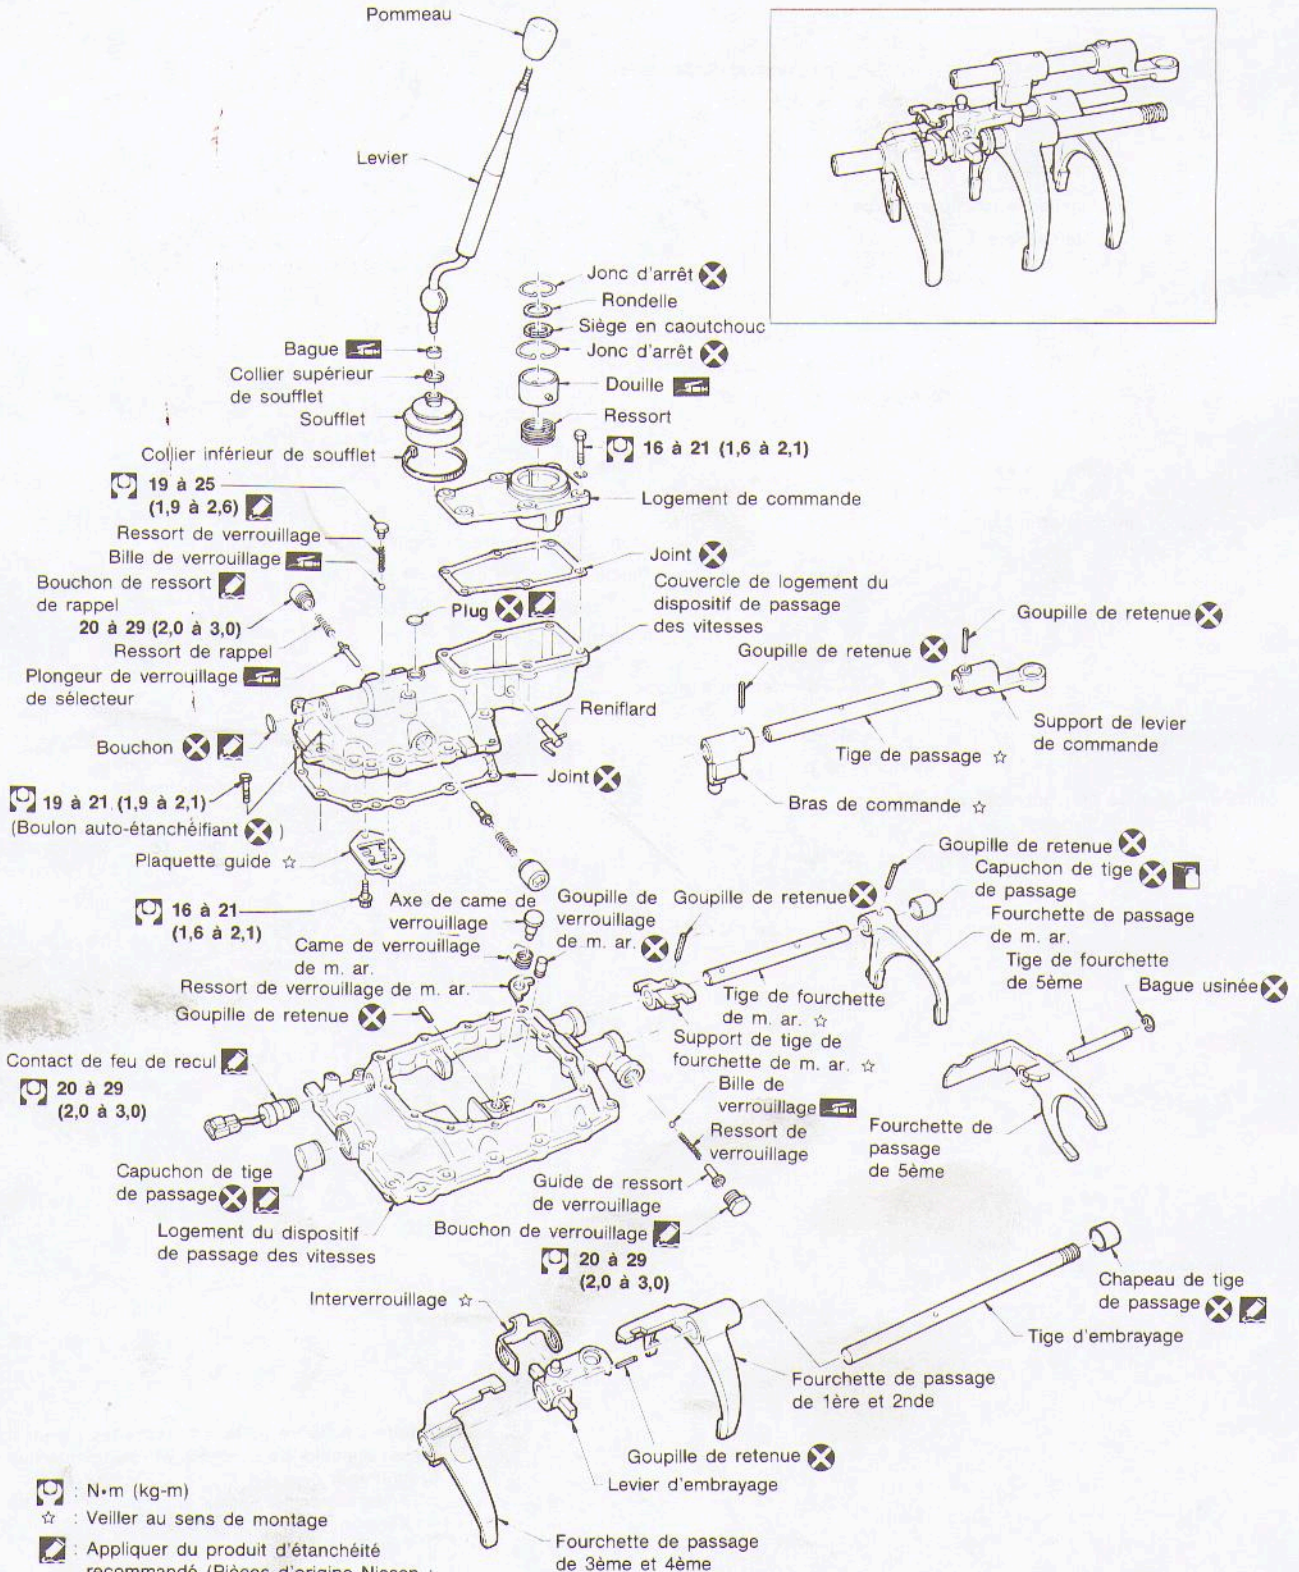 Pommeau
Levier
Jonc d'arrêt
Rondelle
Siège en caoutchouc
Jonc d'arrêt
Douille
Ressort
16 à 21 (1,6 à 2,1)
Logement de commande
Bague
Collier supérieur
de soufflet
Soufflet
Collier inférieur de soufflet
19 à 25
(1,9 à 2,6)
Ressort de verrouillage
Bille de verrouillage
Bouchon de ressort
de rappel
20 à 29 (2,0 à 3,0)
Ressort de rappel
Plongeur de verrouillage
de sélecteur
Bouchon
Plug
Joint
Couvercle de logement du
dispositif de passage
des vitesses
Reniflard
Joint
Goupille de retenue
Goupille de retenue
Support de levier
de commande
Tige de passage ☆
Bras de commande ☆
19 à 21 (1,9 à 2,1)
(Boulon auto-étanchéifiant )
Plaquette guide ☆
16 à 21
(1,6 à 2,1)
Axe de came de
verrouillage
Goupille de
verrouillage
de m. ar.
Came de verrouillage
de m. ar.
Ressort de verrouillage de m. ar.
Goupille de retenue
Goupille de retenue
Goupille de retenue
Capuchon de tige
de passage
Fourchette de passage
de m. ar.
Tige de fourchette
de 5ème
Bague usinée
Tige de fourchette
de m. ar. ☆
Support de tige de
fourchette de m. ar. ☆
Bille de
verrouillage
Ressort de
verrouillage
Fourchette de
passage
de 5ème
Contact de feu de recul
20 à 29
(2,0 à 3,0)
Capuchon de tige
de passage
Logement du dispositif
de passage des vitesses
Guide de ressort
de verrouillage
Bouchon de verrouillage
20 à 29
(2,0 à 3,0)
Chapeau de tige
de passage
Tige d'embrayage
Interverrouillage ☆
Fourchette de passage
de 1ère et 2nde
Goupille de retenue
Levier d'embrayage
Fourchette de passage
de 3ème et 4ème
: N•m (kg-m)
☆ : Veiller au sens de montage
: Appliquer du produit d'étanchéité
recommandé (Pièces d'origine Nissan :